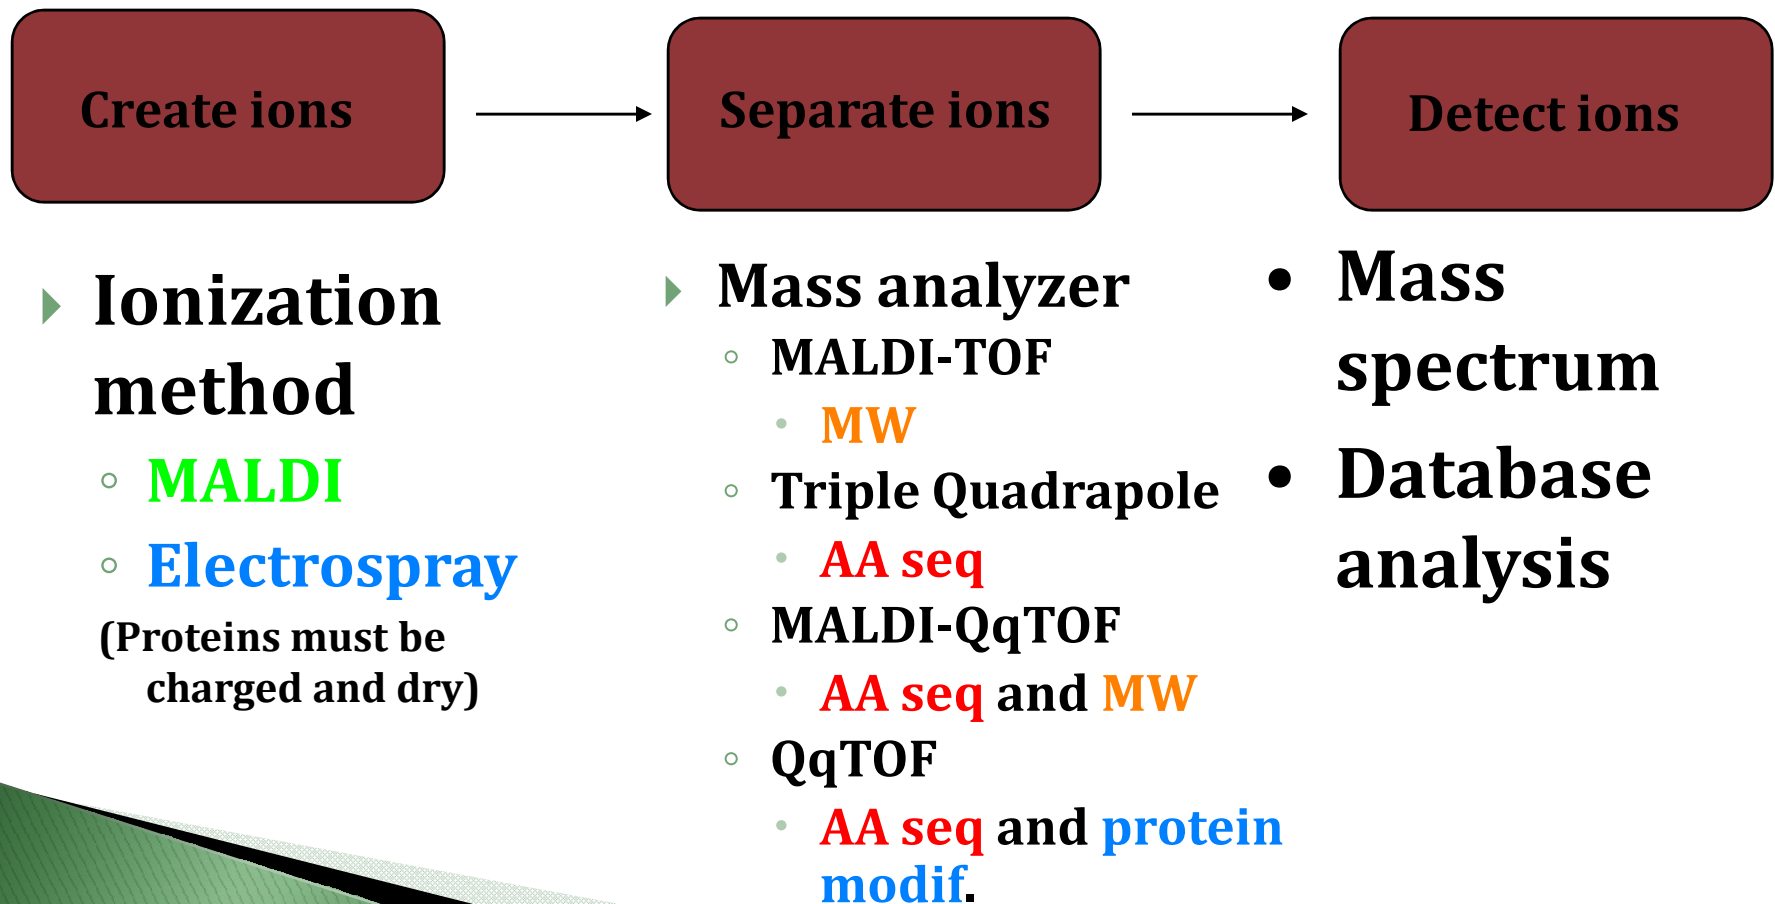 Create ions
Separate ions
Detect ions
Ionization
method
MALDI
Electrospray
(Proteins must be
charged and dry)
Mass analyzer
MALDI-TOF
MW
Triple Quadrapole
AA seq
MALDI-QqTOF
AA seq and MW
QqTOF
AA seq and protein
modif.
Mass
spectrum
Database
analysis